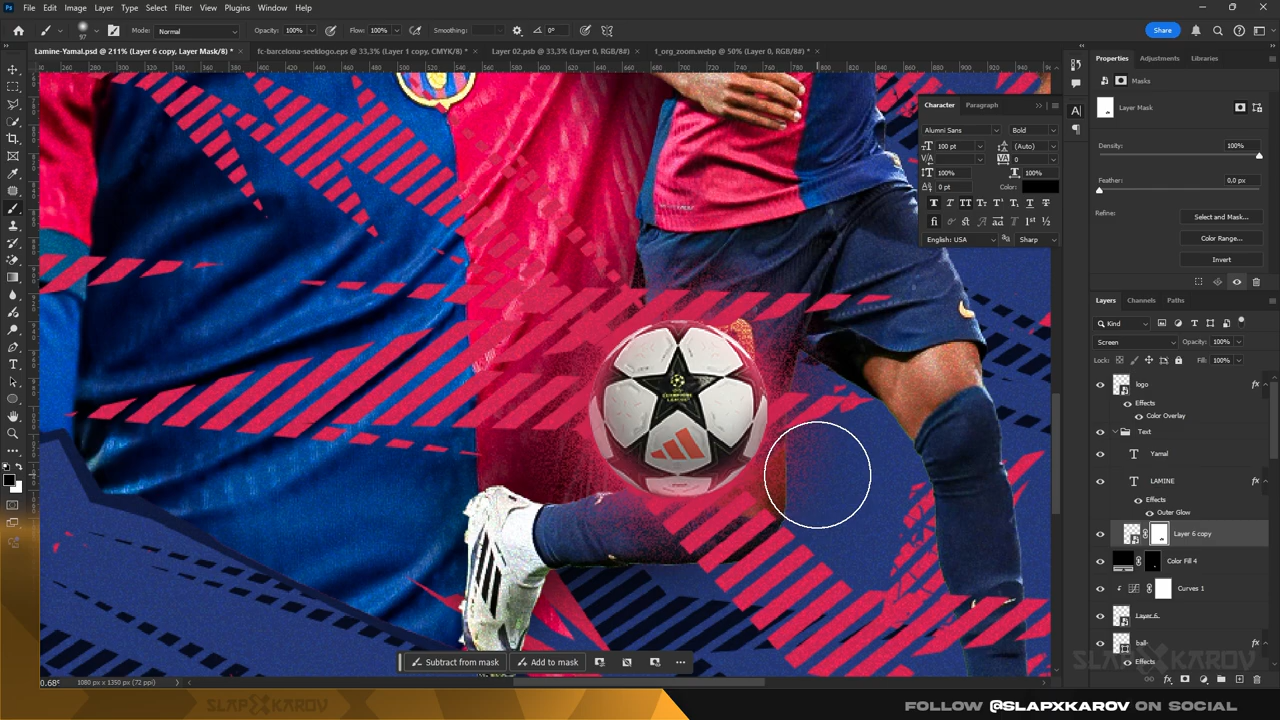 File Edit Image Layer Type Select Filter View Plugins Window Help
Mode: Normal Opacity: 100% Flow: 100% Smoothing: 0°
Share
Lamine-Yamal.psd @ 211% (Layer 6 copy, Layer Mask/8) *
fc-barcelona-seeklogo.eps @ 33,3% (Layer 1 copy, CMYK/8) *
Layer 02.psb @ 33,3% (Layer 0, RGB/8)
1_org_zoom.webp @ 50% (Layer 0, RGB/8#) *
Properties Adjustments Libraries
Masks
Layer Mask
Density: 100%
Feather: 0,0 px
Refine: Select and Mask...
Color Range...
Invert
Character Paragraph
Alumni Sans Bold
100 pt (Auto)
0
100% 100%
0 pt Color:
English: USA Sharp
Layers Channels Paths
Kind
Screen Opacity: 100%
Lock: Fill: 100%
logo fx
Effects
Color Overlay
Text
Yamal
LAMINE fx
Effects
Outer Glow
Layer 6 copy
Color Fill 4
Curves 1
Layer 6
ball fx
Effects
Subtract from mask Add to mask
1080 px x 1350 px (72 ppi)
SLAPXKAROV
SLAPXKAROV
FOLLOW @SLAPXKAROV ON SOCIAL